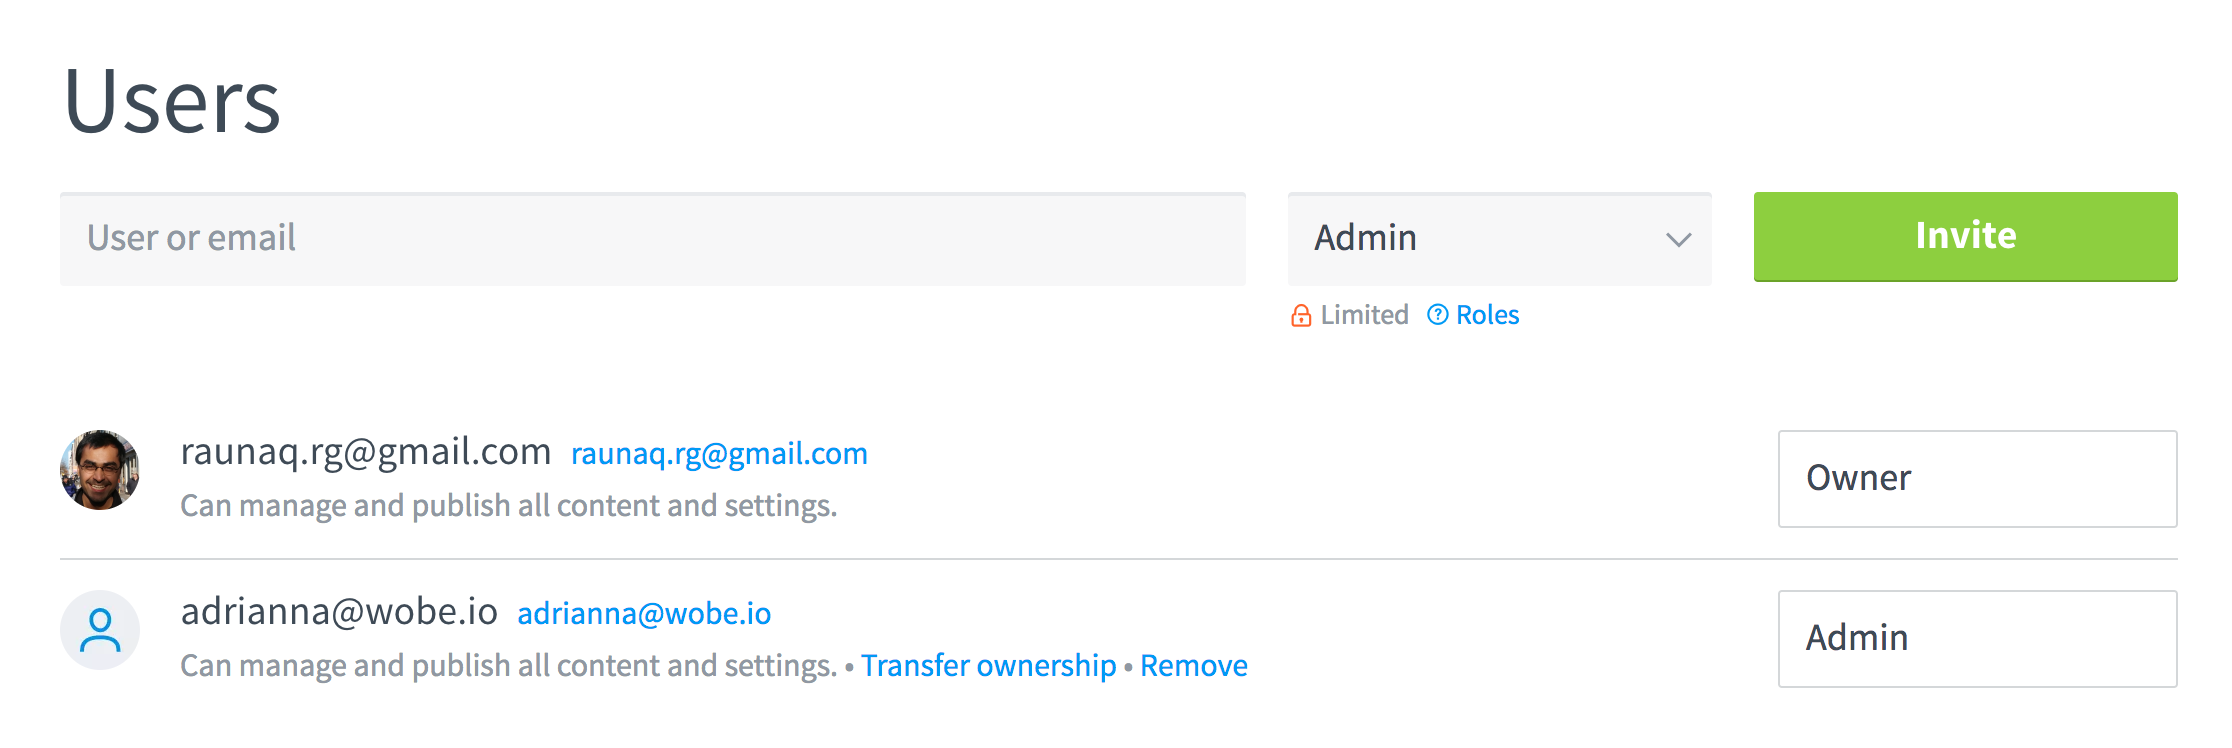 Users
User or email
Admin
Invite
Limited Roles
raunaq.rg@gmail.com raunaq.rg@gmail.com
Can manage and publish all content and settings.
Owner
adrianna@wobe.io adrianna@wobe.io
Can manage and publish all content and settings. • Transfer ownership • Remove
Admin